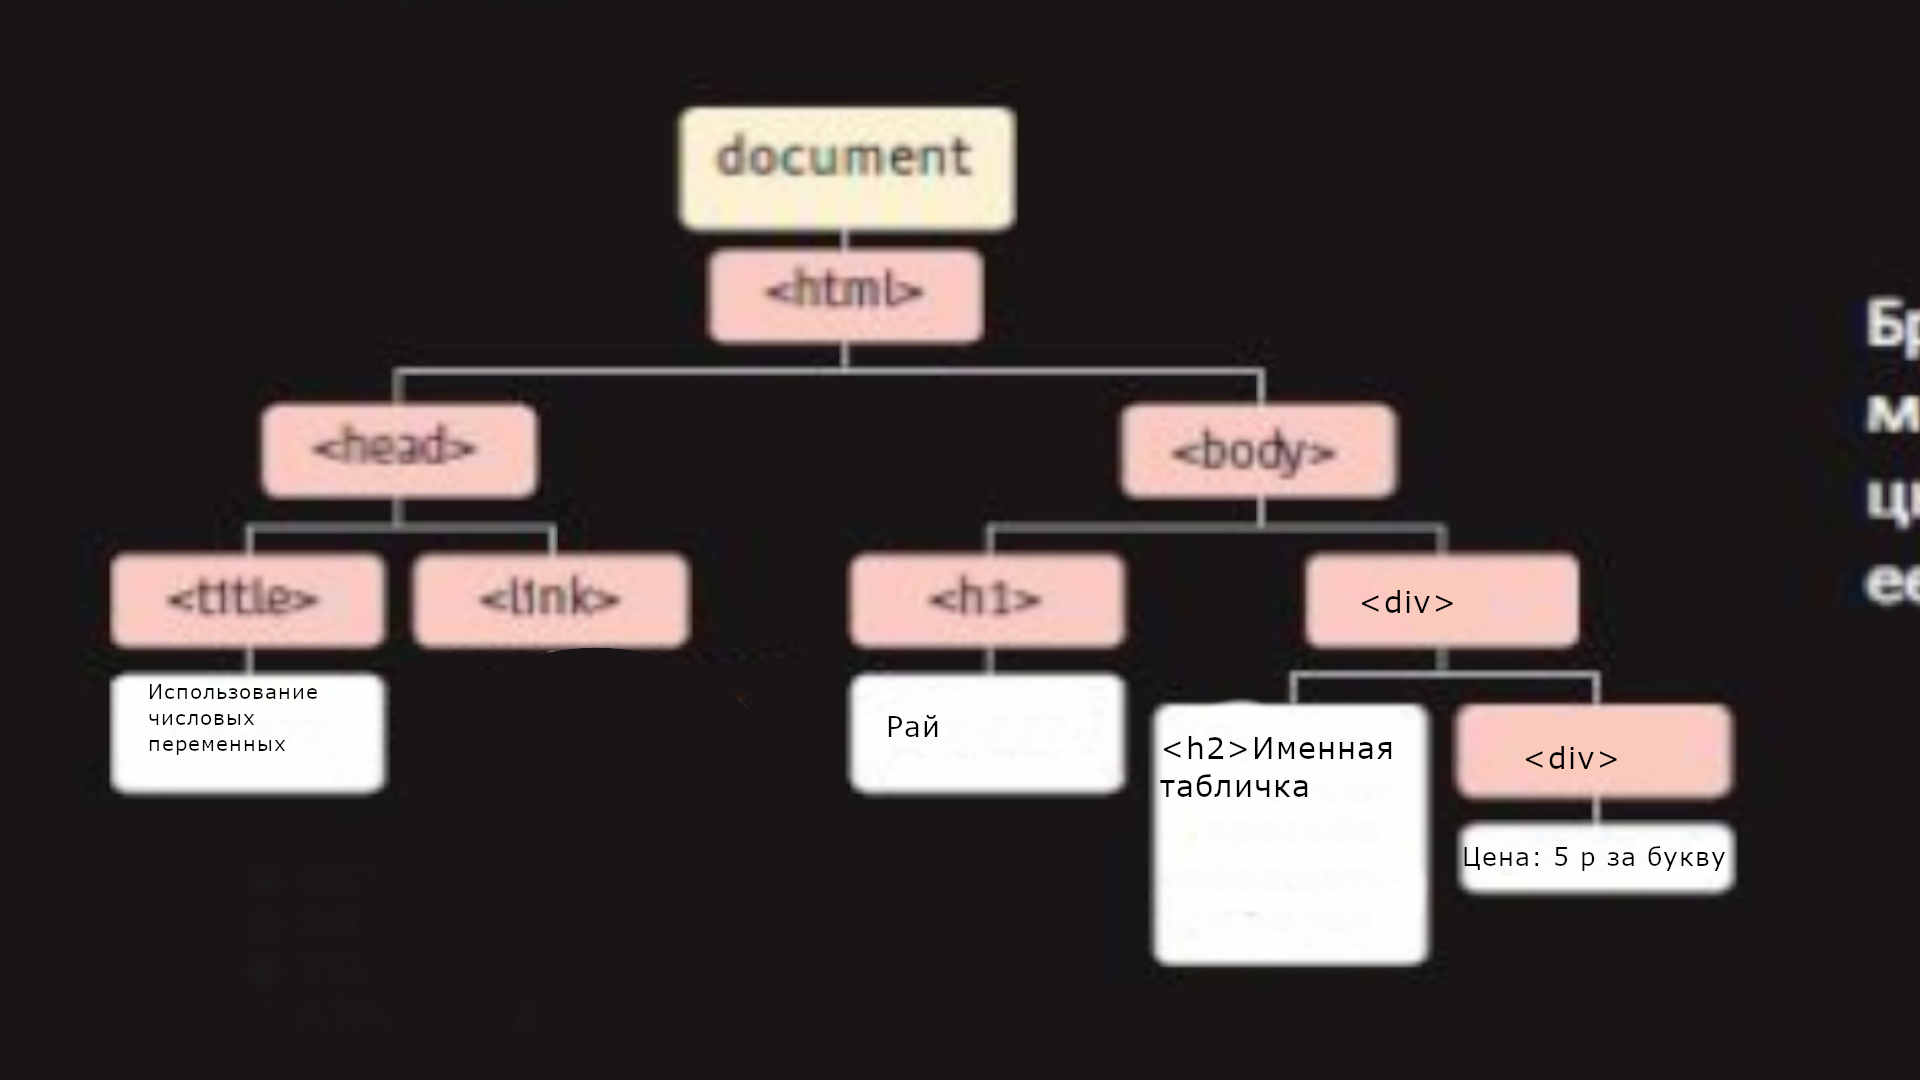 document
<html>
<head>
<body>
<title>
<link>
<h1>
<div>
Использование
числовых
переменных
Рай
<h2>Именная
табличка
<div>
Цена: 5 р за букву